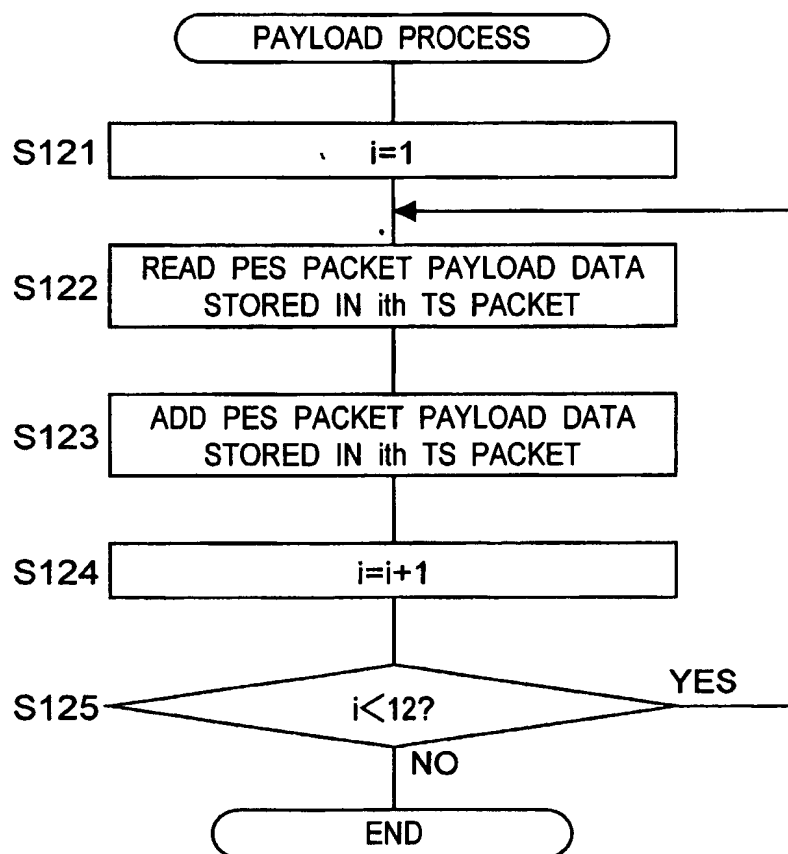 PAYLOAD PROCESS
S121
i=1
S122
READ PES PACKET PAYLOAD DATA
STORED IN ith TS PACKET
S123
ADD PES PACKET PAYLOAD DATA
STORED IN ith TS PACKET
S124
i=i+1
S125
i<12?
YES
NO
END